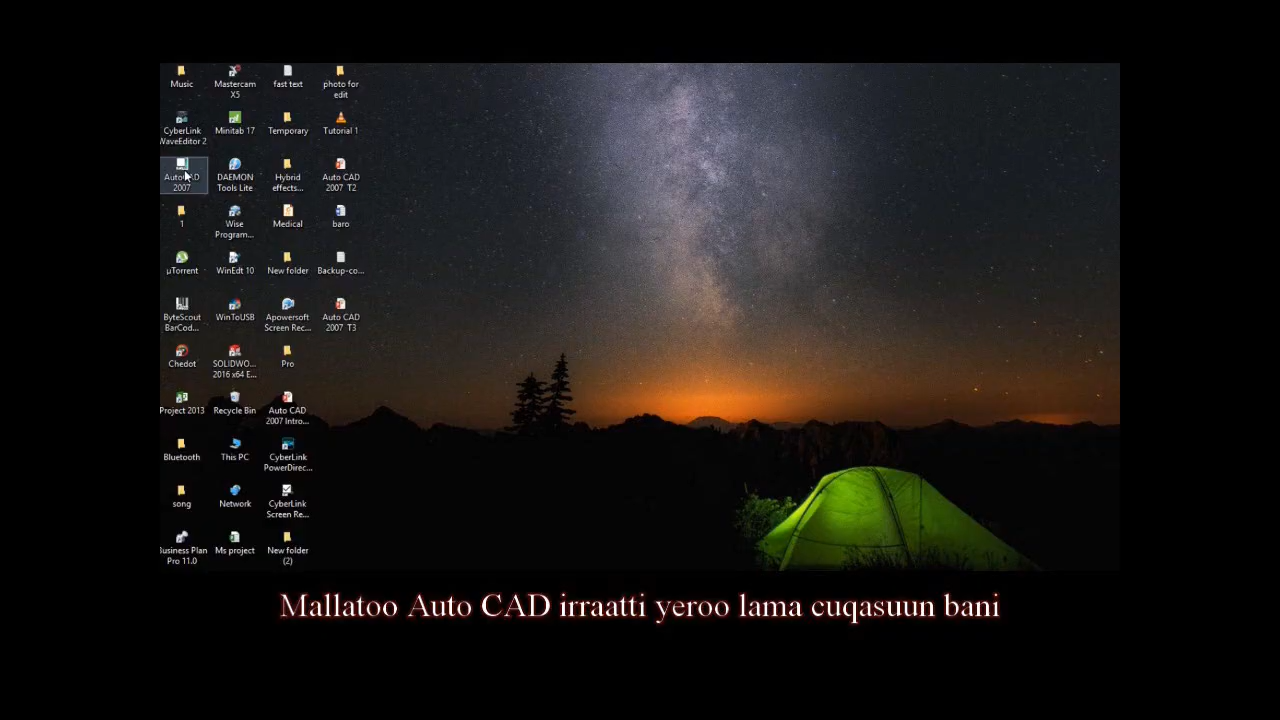 Music
Mastercam
X5
fast text
photo for
edit
CyberLink
WaveEditor 2
Minitab 17
Temporary
Tutorial 1
AutoCAD
2007
DAEMON
Tools Lite
Hybrid
effects...
Auto CAD
2007 T2
1
Wise
Program...
Medical
baro
µTorrent
WinEdt 10
New folder
Backup-co...
ByteScout
BarCod...
WinToUSB
Apowersoft
Screen Rec...
Auto CAD
2007 T3
Chedot
SOLIDWO...
2016 x64 E...
Pro
Project 2013
Recycle Bin
Auto CAD
2007 Intro...
Bluetooth
This PC
CyberLink
PowerDirec...
song
Network
CyberLink
Screen Re...
Business Plan
Pro 11.0
Ms project
New folder
(2)
Mallatoo Auto CAD irraatti yeroo lama cuqasuun bani